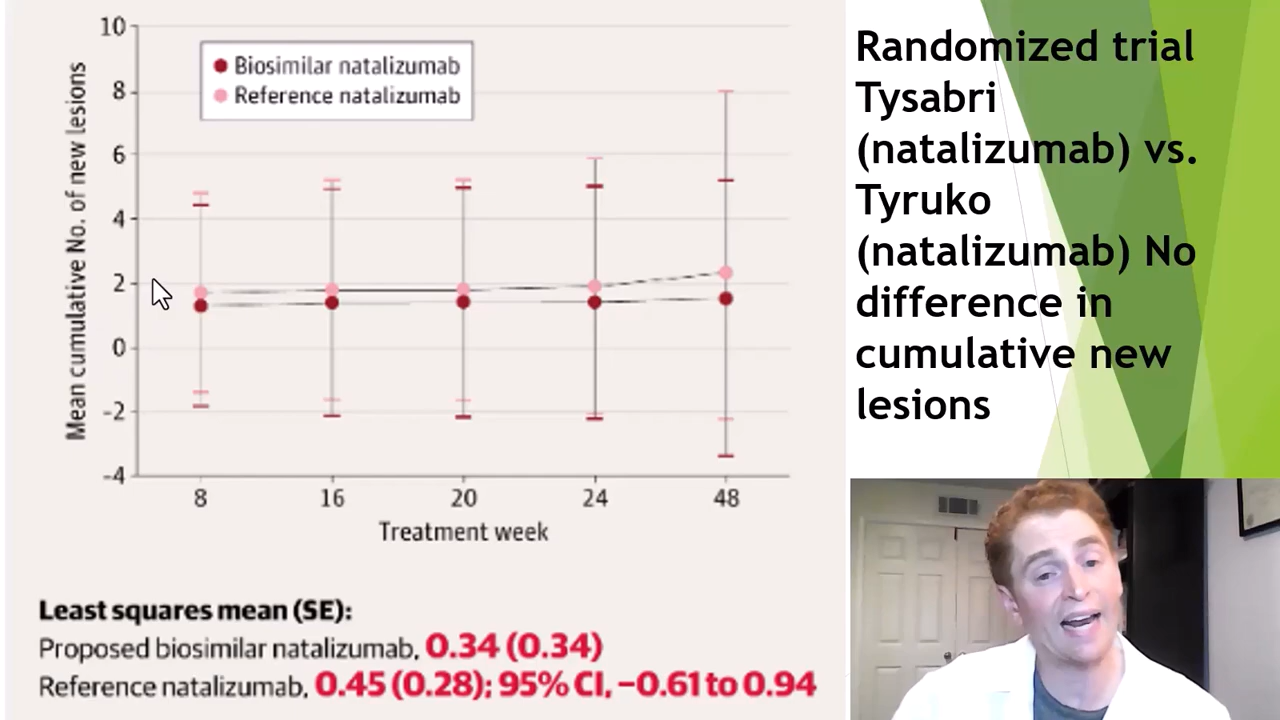 10
8
6
4
2
0
-2
-4
Mean cumulative No. of new lesions
Biosimilar natalizumab
Reference natalizumab
8 16 20 24 48
Treatment week
Least squares mean (SE):
Proposed biosimilar natalizumab, 0.34 (0.34)
Reference natalizumab, 0.45 (0.28); 95% CI, −0.61 to 0.94
Randomized trial
Tysabri
(natalizumab) vs.
Tyruko
(natalizumab) No
difference in
cumulative new
lesions